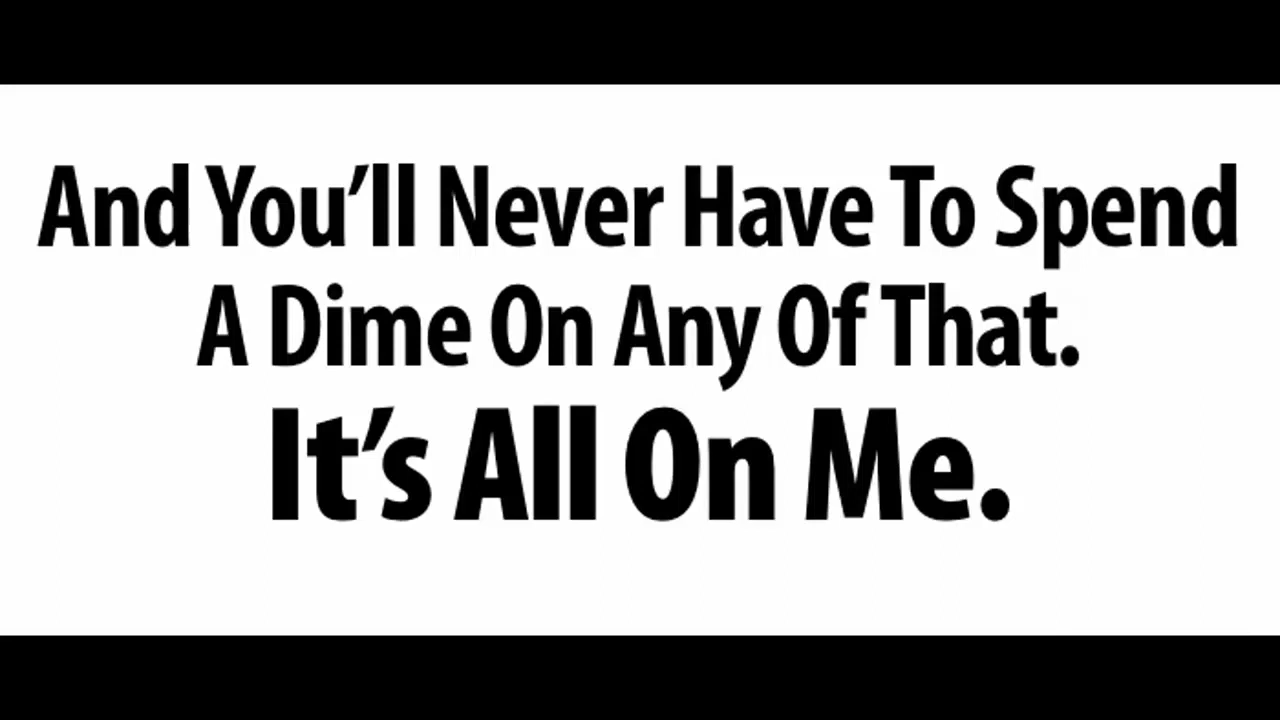 And You’ll Never Have To Spend
A Dime On Any Of That.
It’s All On Me.